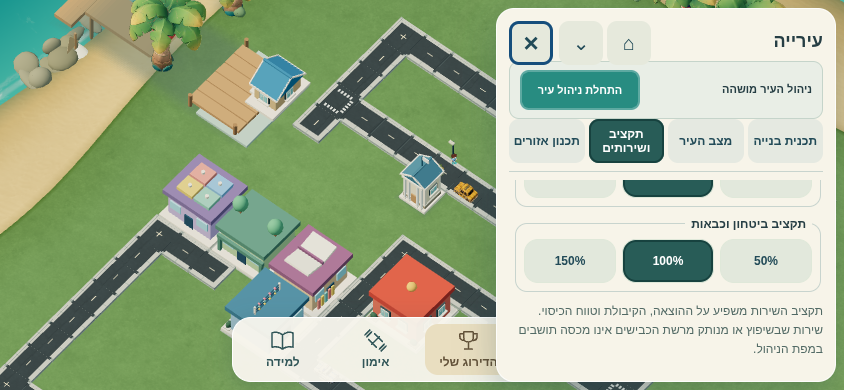 עירייה
ניהול העיר מושהה
התחלת ניהול עיר
תכנית בנייה
מצב העיר
תקציב
ושירותים
תכנון אזורים
תקציב ביטחון וכבאות
50%
100%
150%
תקציב השירות משפיע על ההוצאה, הקיבולת וטווח הכיסוי.
שירות שבשיפוץ או מנותק מרשת הכבישים אינו מכסה תושבים
במפת הניהול.
הדירוג שלי
אימון
למידה